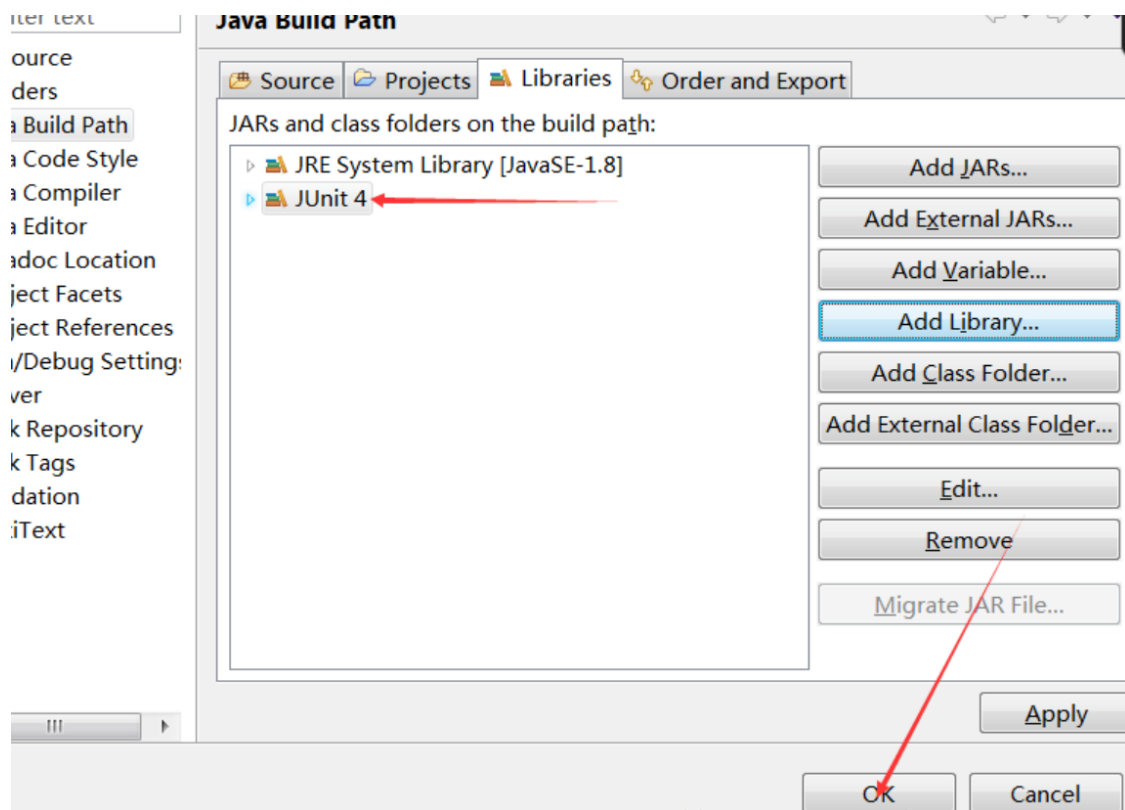 Java Build Path
ource
ders
a Build Path
a Code Style
a Compiler
a Editor
adoc Location
ject Facets
ject References
/Debug Setting
ver
k Repository
k Tags
dation
iText
Source
Projects
Libraries
Order and Export
JARs and class folders on the build path:
JRE System Library [JavaSE-1.8]
JUnit 4
Add JARs...
Add External JARs...
Add Variable...
Add Library...
Add Class Folder...
Add External Class Folder...
Edit...
Remove
Migrate JAR File...
Apply
OK
Cancel